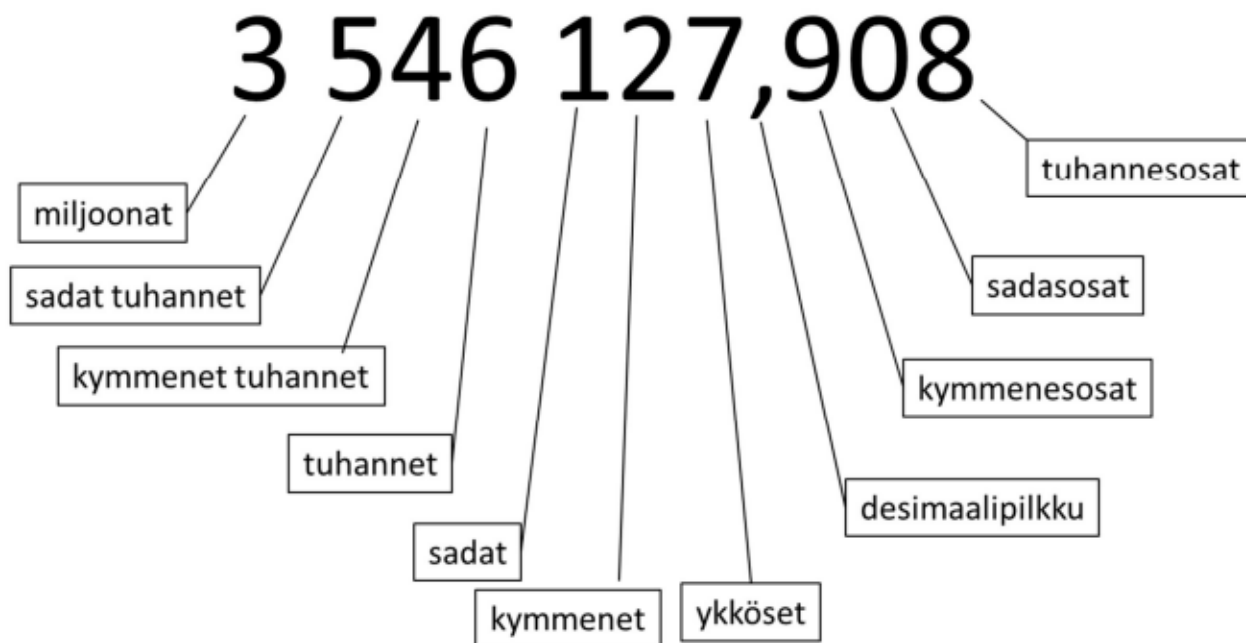 3 546 127,908
tuhannesosat
miljoonat
sadasosat
sadat tuhannet
kymmenet tuhannet
kymmenesosat
tuhannet
desimaalipilkku
sadat
kymmenet
ykköset